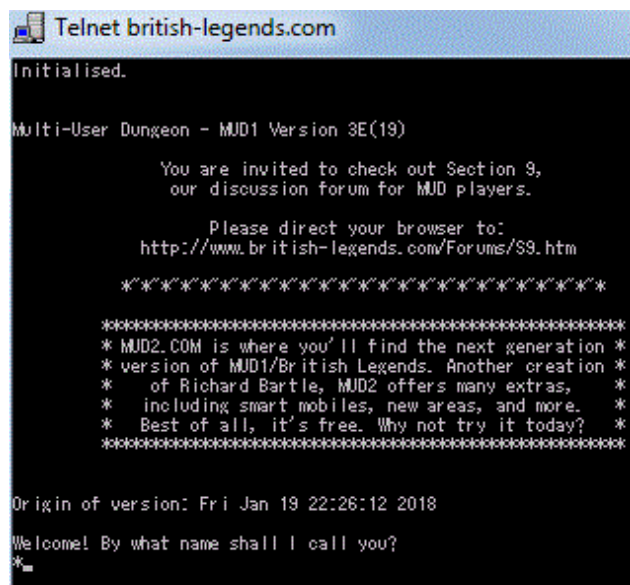 Telnet british-legends.com
Initialised.
Multi-User Dungeon - MUD1 Version 3E(19)
You are invited to check out Section 9,
our discussion forum for MUD players.
Please direct your browser to:
http://www.british-legends.com/Forums/S9.htm
*~*~*~*~*~*~*~*~*~*~*~*~*~*~*~*~*~*~*~*~*~*~*~*~*
*****************************************************
* MUD2.COM is where you'll find the next generation *
* version of MUD1/British Legends. Another creation *
* of Richard Bartle, MUD2 offers many extras, *
* including smart mobiles, new areas, and more. *
* Best of all, it's free. Why not try it today? *
*****************************************************
Origin of version: Fri Jan 19 22:26:12 2018
Welcome! By what name shall I call you?
*_